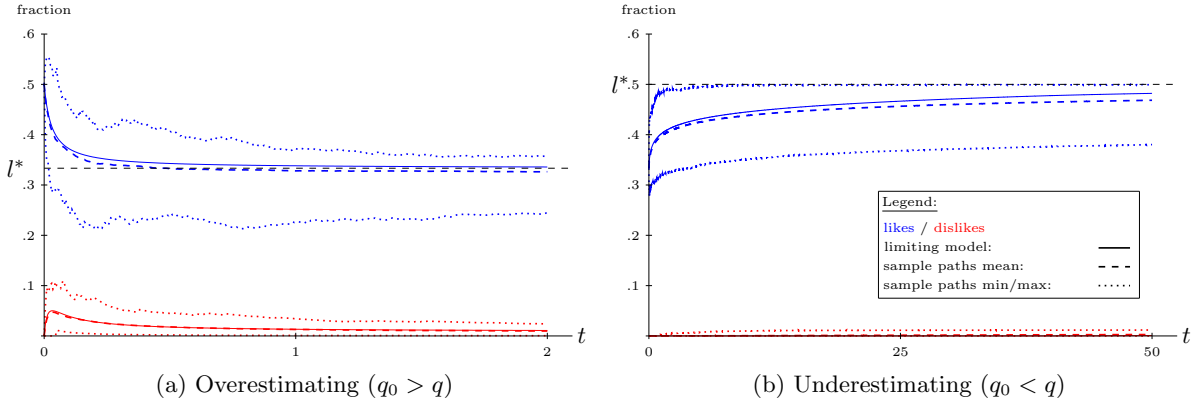 fraction
.6
.5
.4
l*
.3
.2
.1
0
1
2
t
(a) Overestimating (q0 > q)
fraction
.6
l*
.5
.4
.3
.2
.1
Legend:
likes / dislikes
limiting model:
sample paths mean:
sample paths min/max:
0
25
50
t
(b) Underestimating (q0 < q)